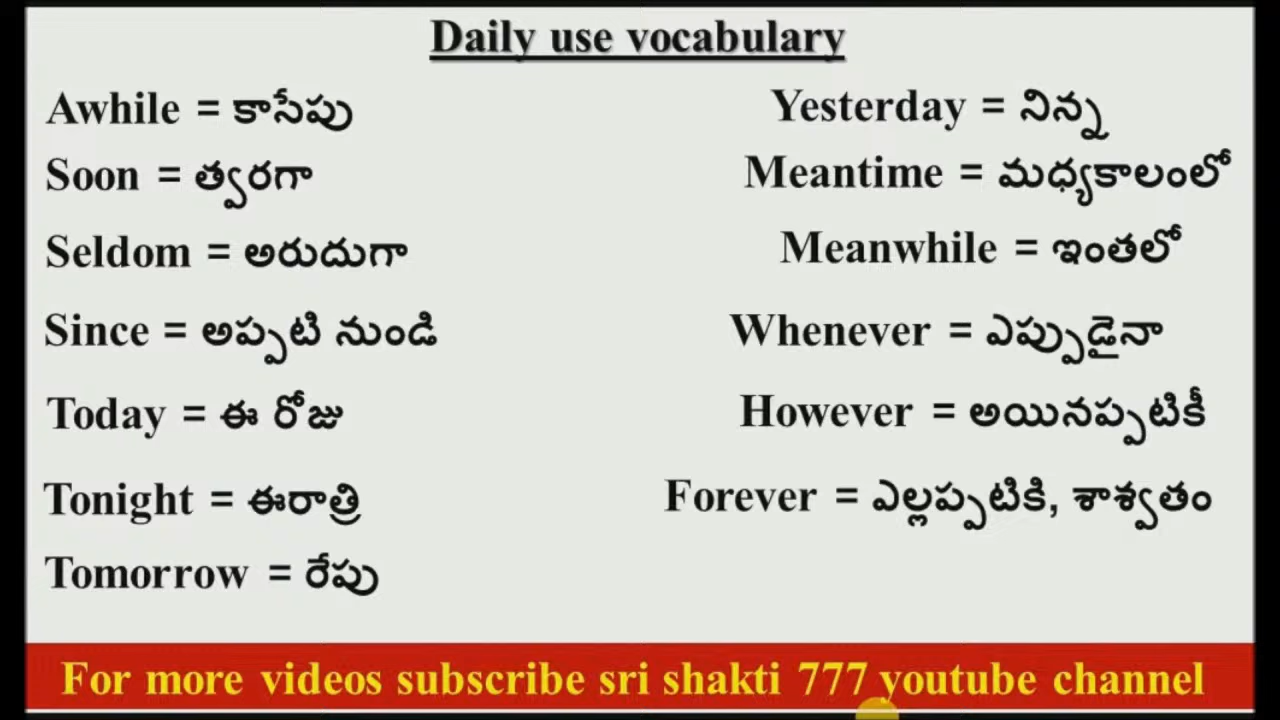 Daily use vocabulary
Awhile = కాసేపు
Soon = త్వరగా
Seldom = అరుదుగా
Since = అప్పటి నుండి
Today = ఈ రోజు
Tonight = ఈరాత్రి
Tomorrow = రేపు
Yesterday = నిన్న
Meantime = మధ్యకాలంలో
Meanwhile = ఇంతలో
Whenever = ఎప్పుడైనా
However = అయినప్పటికీ
Forever = ఎల్లప్పటికి, శాశ్వతం
For more videos subscribe sri shakti 777 youtube channel